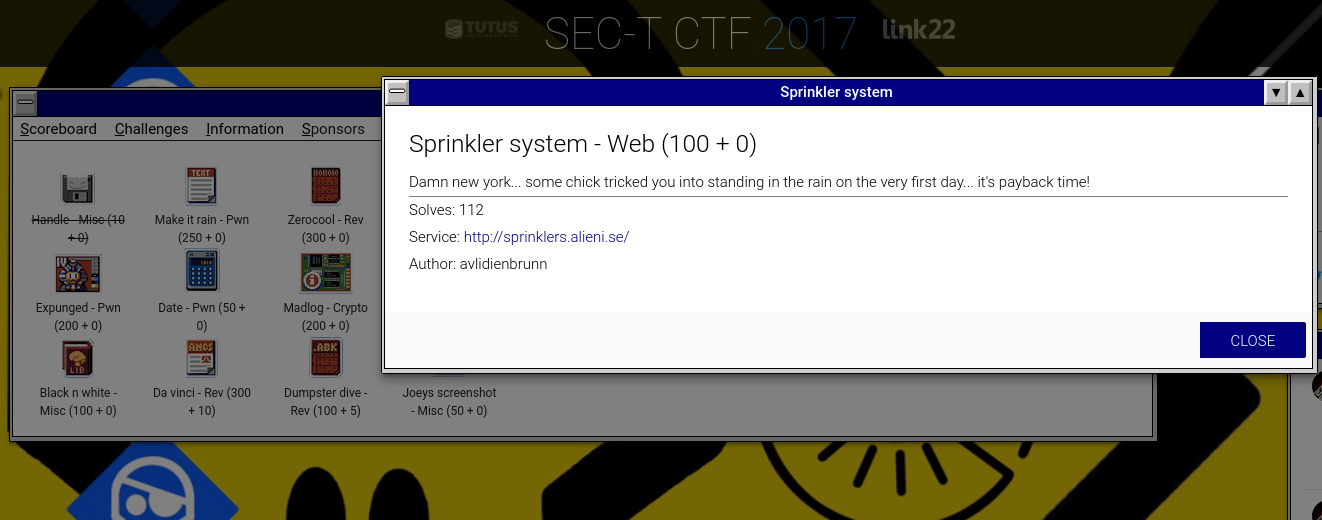 TUTUS
SEC-T CTF 2017
link22
Sprinkler system
Scoreboard Challenges Information Sponsors
Sprinkler system - Web (100 + 0)
Damn new york... some chick tricked you into standing in the rain on the very first day... it's payback time!
Solves: 112
Service: http://sprinklers.alieni.se/
Author: avlidienbrunn
CLOSE
TEXT
Handle - Misc (10 + 0)
Make it rain - Pwn (250 + 0)
Zerocool - Rev (300 + 0)
Expunged - Pwn (200 + 0)
Date - Pwn (50 + 0)
Madlog - Crypto (200 + 0)
LIB
AMOS
.ABK
Black n white - Misc (100 + 0)
Da vinci - Rev (300 + 10)
Dumpster dive - Rev (100 + 5)
Joeys screenshot - Misc (50 + 0)